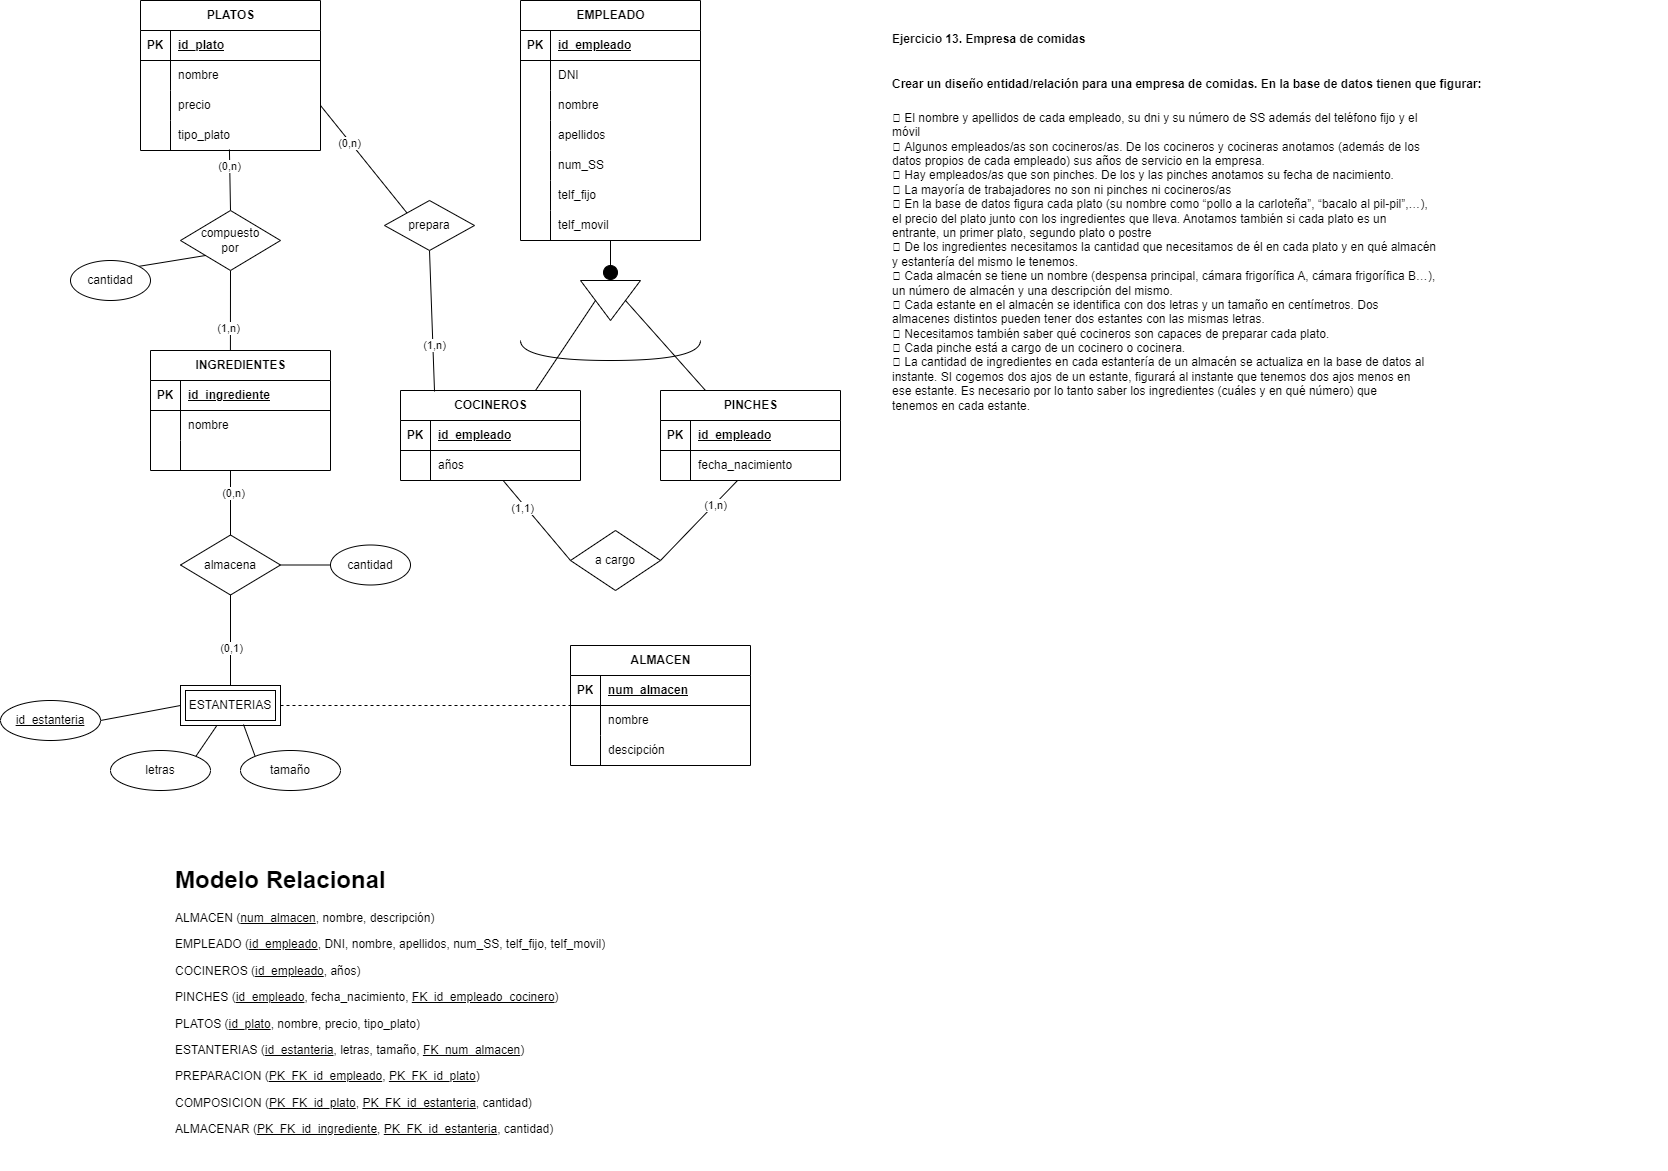 PLATOS
PK id_plato
nombre
precio
tipo_plato
EMPLEADO
PK id_empleado
DNI
nombre
apellidos
num_SS
telf_fijo
telf_movil
(0,n)
(0,n)
compuesto
por
prepara
cantidad
(1,n)
(1,n)
INGREDIENTES
PK id_ingrediente
nombre
COCINEROS
PK id_empleado
años
PINCHES
PK id_empleado
fecha_nacimiento
(0,n)
(1,1)
(1,n)
almacena
cantidad
a cargo
(0,1)
ESTANTERIAS
id_estanteria
letras
tamaño
ALMACEN
PK num_almacen
nombre
descipción
Ejercicio 13. Empresa de comidas
Crear un diseño entidad/relación para una empresa de comidas. En la base de datos tienen que figurar:
 El nombre y apellidos de cada empleado, su dni y su número de SS además del teléfono fijo y el
móvil
 Algunos empleados/as son cocineros/as. De los cocineros y cocineras anotamos (además de los
datos propios de cada empleado) sus años de servicio en la empresa.
 Hay empleados/as que son pinches. De los y las pinches anotamos su fecha de nacimiento.
 La mayoría de trabajadores no son ni pinches ni cocineros/as
 En la base de datos figura cada plato (su nombre como “pollo a la carloteña”, “bacalo al pil-pil”,…),
el precio del plato junto con los ingredientes que lleva. Anotamos también si cada plato es un
entrante, un primer plato, segundo plato o postre
 De los ingredientes necesitamos la cantidad que necesitamos de él en cada plato y en qué almacén
y estantería del mismo le tenemos.
 Cada almacén se tiene un nombre (despensa principal, cámara frigorífica A, cámara frigorífica B…),
un número de almacén y una descripción del mismo.
 Cada estante en el almacén se identifica con dos letras y un tamaño en centímetros. Dos
almacenes distintos pueden tener dos estantes con las mismas letras.
 Necesitamos también saber qué cocineros son capaces de preparar cada plato.
 Cada pinche está a cargo de un cocinero o cocinera.
 La cantidad de ingredientes en cada estantería de un almacén se actualiza en la base de datos al
instante. SI cogemos dos ajos de un estante, figurará al instante que tenemos dos ajos menos en
ese estante. Es necesario por lo tanto saber los ingredientes (cuáles y en qué número) que
tenemos en cada estante.
Modelo Relacional
ALMACEN (num_almacen, nombre, descripción)
EMPLEADO (id_empleado, DNI, nombre, apellidos, num_SS, telf_fijo, telf_movil)
COCINEROS (id_empleado, años)
PINCHES (id_empleado, fecha_nacimiento, FK_id_empleado_cocinero)
PLATOS (id_plato, nombre, precio, tipo_plato)
ESTANTERIAS (id_estanteria, letras, tamaño, FK_num_almacen)
PREPARACION (PK_FK_id_empleado, PK_FK_id_plato)
COMPOSICION (PK_FK_id_plato, PK_FK_id_estanteria, cantidad)
ALMACENAR (PK_FK_id_ingrediente, PK_FK_id_estanteria, cantidad)